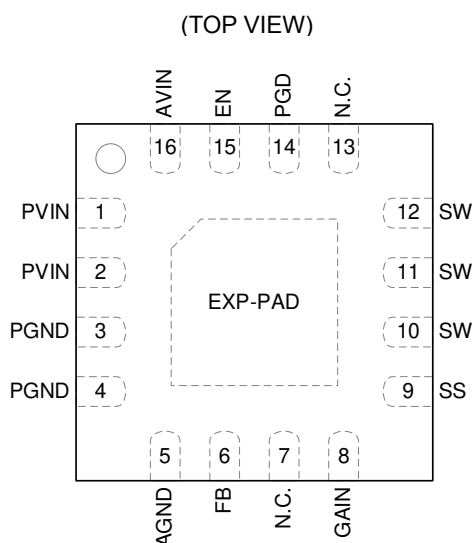 (TOP VIEW)
AVIN
EN
PGD
N.C.
16
15
14
13
PVIN 1
12 SW
PVIN 2
11 SW
EXP-PAD
PGND 3
10 SW
PGND 4
9 SS
5
6
7
8
AGND
FB
N.C.
GAIN